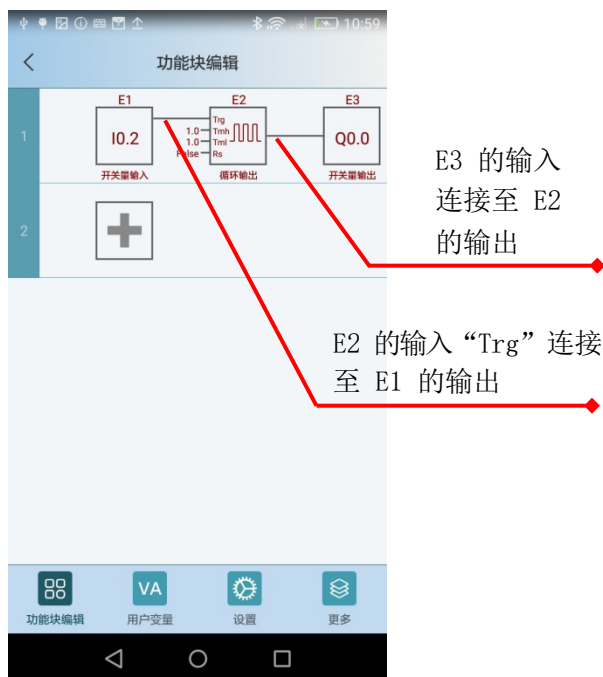 10:59
功能块编辑
E1
E2
E3
1
I0.2
Trg
1.0
Tmh
1.0
Tml
False
Rs
Q0.0
开关量输入
循环输出
开关量输出
2
E3 的输入
连接至 E2
的输出
E2 的输入“Trg”连接
至 E1 的输出
VA
功能块编辑
用户变量
设置
更多